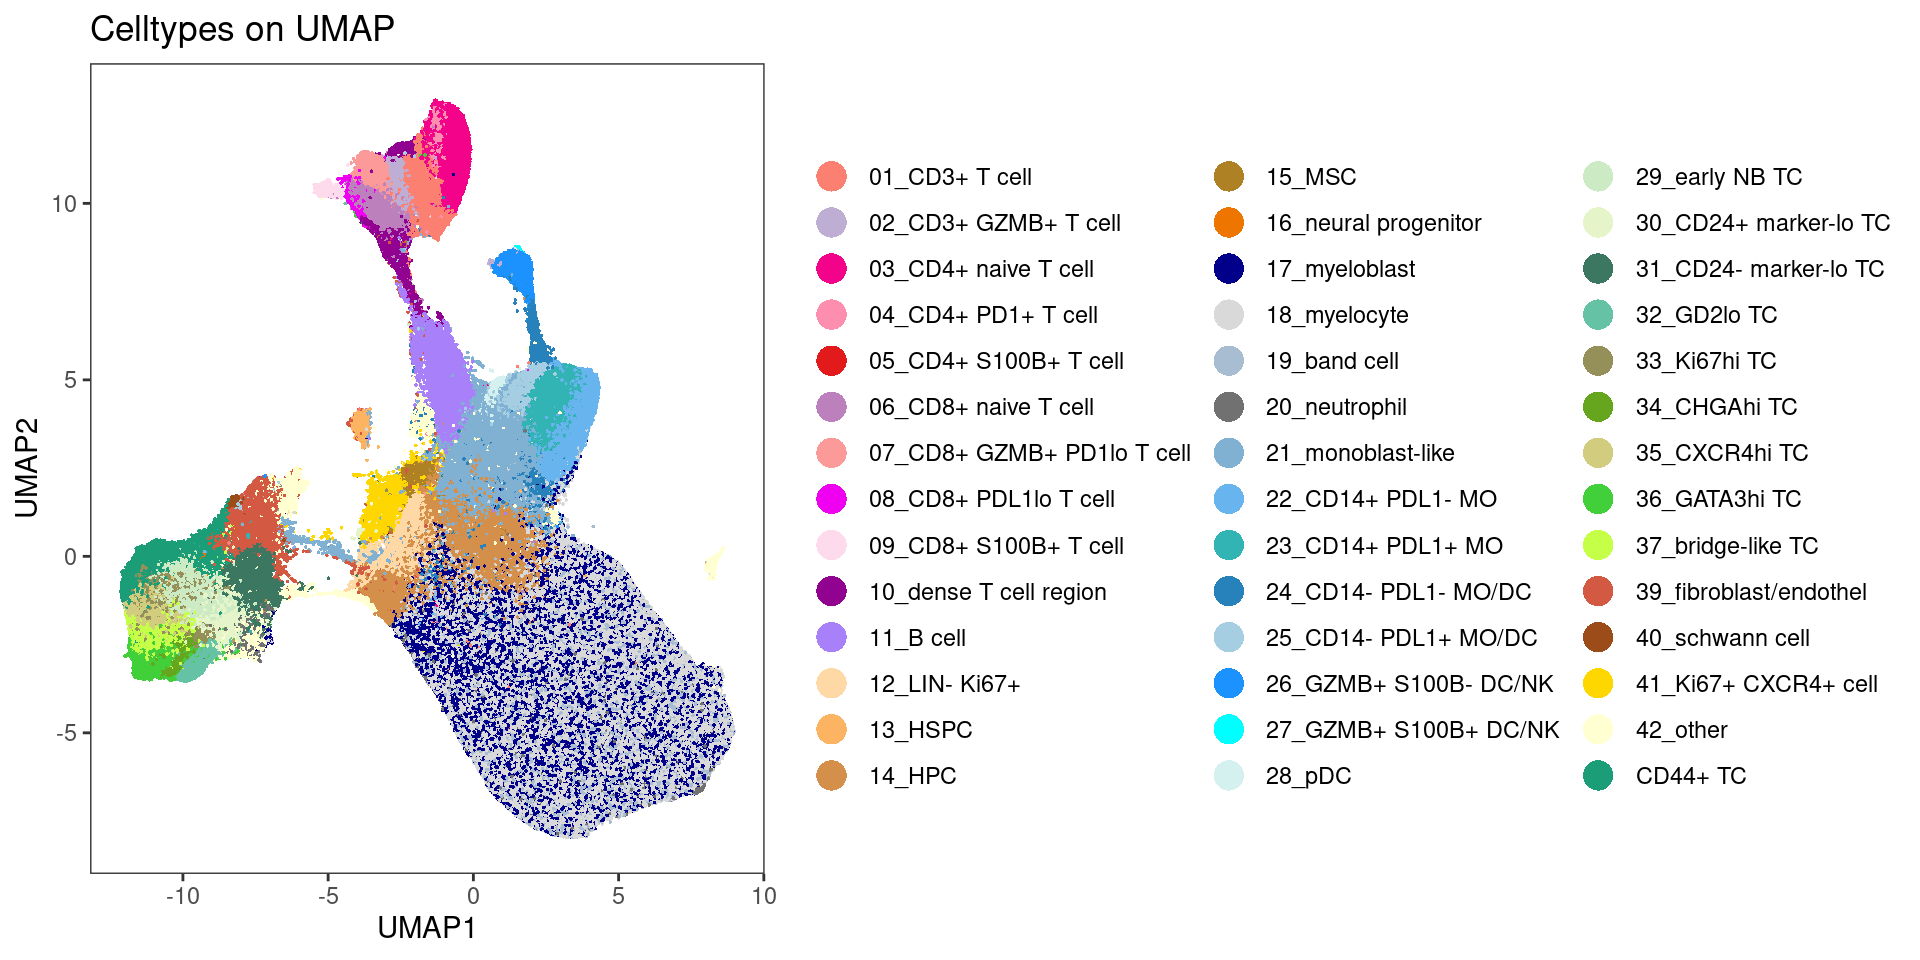 Celltypes on UMAP
UMAP2
10
5
0
-5
-10
-5
0
5
10
UMAP1
01_CD3+ T cell
02_CD3+ GZMB+ T cell
03_CD4+ naive T cell
04_CD4+ PD1+ T cell
05_CD4+ S100B+ T cell
06_CD8+ naive T cell
07_CD8+ GZMB+ PD1lo T cell
08_CD8+ PDL1lo T cell
09_CD8+ S100B+ T cell
10_dense T cell region
11_B cell
12_LIN- Ki67+
13_HSPC
14_HPC
15_MSC
16_neural progenitor
17_myeloblast
18_myelocyte
19_band cell
20_neutrophil
21_monoblast-like
22_CD14+ PDL1- MO
23_CD14+ PDL1+ MO
24_CD14- PDL1- MO/DC
25_CD14- PDL1+ MO/DC
26_GZMB+ S100B- DC/NK
27_GZMB+ S100B+ DC/NK
28_pDC
29_early NB TC
30_CD24+ marker-lo TC
31_CD24- marker-lo TC
32_GD2lo TC
33_Ki67hi TC
34_CHGAhi TC
35_CXCR4hi TC
36_GATA3hi TC
37_bridge-like TC
39_fibroblast/endothel
40_schwann cell
41_Ki67+ CXCR4+ cell
42_other
CD44+ TC